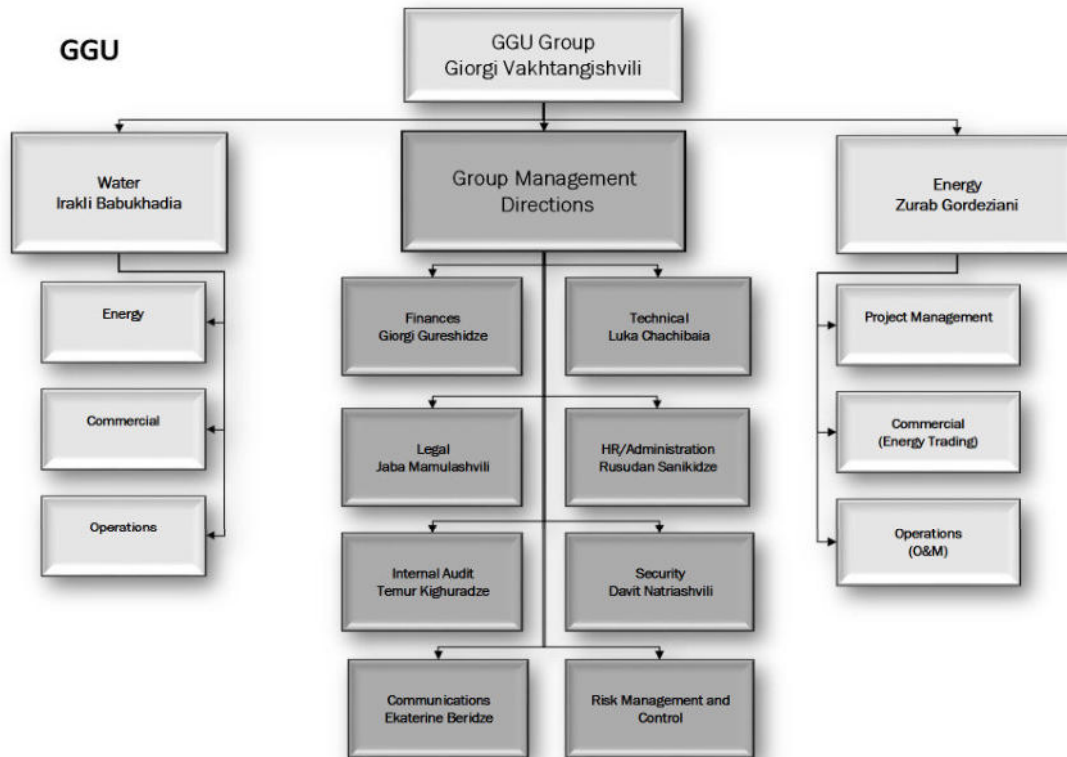 GGU
GGU Group
Giorgi Vakhtangishvili
Water
Irakli Babukhadia
Group Management
Directions
Energy
Zurab Gordeziani
Energy
Commercial
Operations
Finances
Giorgi Gureshidze
Technical
Luka Chachibaia
Legal
Jaba Mamulashvili
HR/Administration
Rusudan Sanikidze
Internal Audit
Temur Kighuradze
Security
Davit Natriashvili
Communications
Ekaterine Beridze
Risk Management and
Control
Project Management
Commercial
(Energy Trading)
Operations
(O&M)